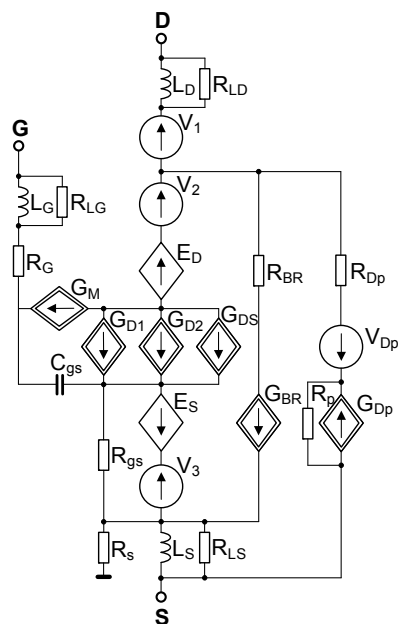 D
L_D
R_LD
V_1
G
V_2
L_G
R_LG
E_D
R_G
R_BR
R_Dp
G_M
G_D1
G_D2
G_DS
V_Dp
C_gs
E_S
G_BR
R_p
G_Dp
R_gs
V_3
R_s
L_S
R_LS
S